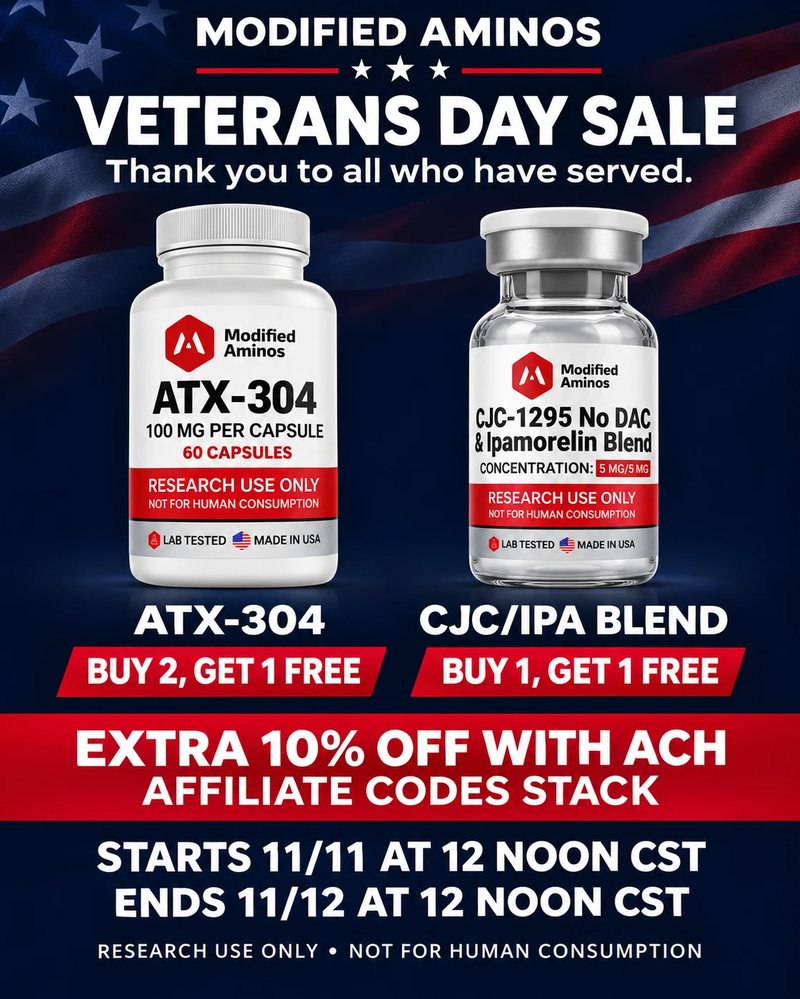 MODIFIED AMINOS
VETERANS DAY SALE
Thank you to all who have served.
Modified
Aminos
ATX-304
100 MG PER CAPSULE
60 CAPSULES
RESEARCH USE ONLY
NOT FOR HUMAN CONSUMPTION
LAB TESTED MADE IN USA
Modified
Aminos
CJC-1295 No DAC
& Ipamorelin Blend
CONCENTRATION: 5 MG/5 MG
RESEARCH USE ONLY
NOT FOR HUMAN CONSUMPTION
LAB TESTED MADE IN USA
ATX-304
BUY 2, GET 1 FREE
CJC/IPA BLEND
BUY 1, GET 1 FREE
EXTRA 10% OFF WITH ACH
AFFILIATE CODES STACK
STARTS 11/11 AT 12 NOON CST
ENDS 11/12 AT 12 NOON CST
RESEARCH USE ONLY • NOT FOR HUMAN CONSUMPTION